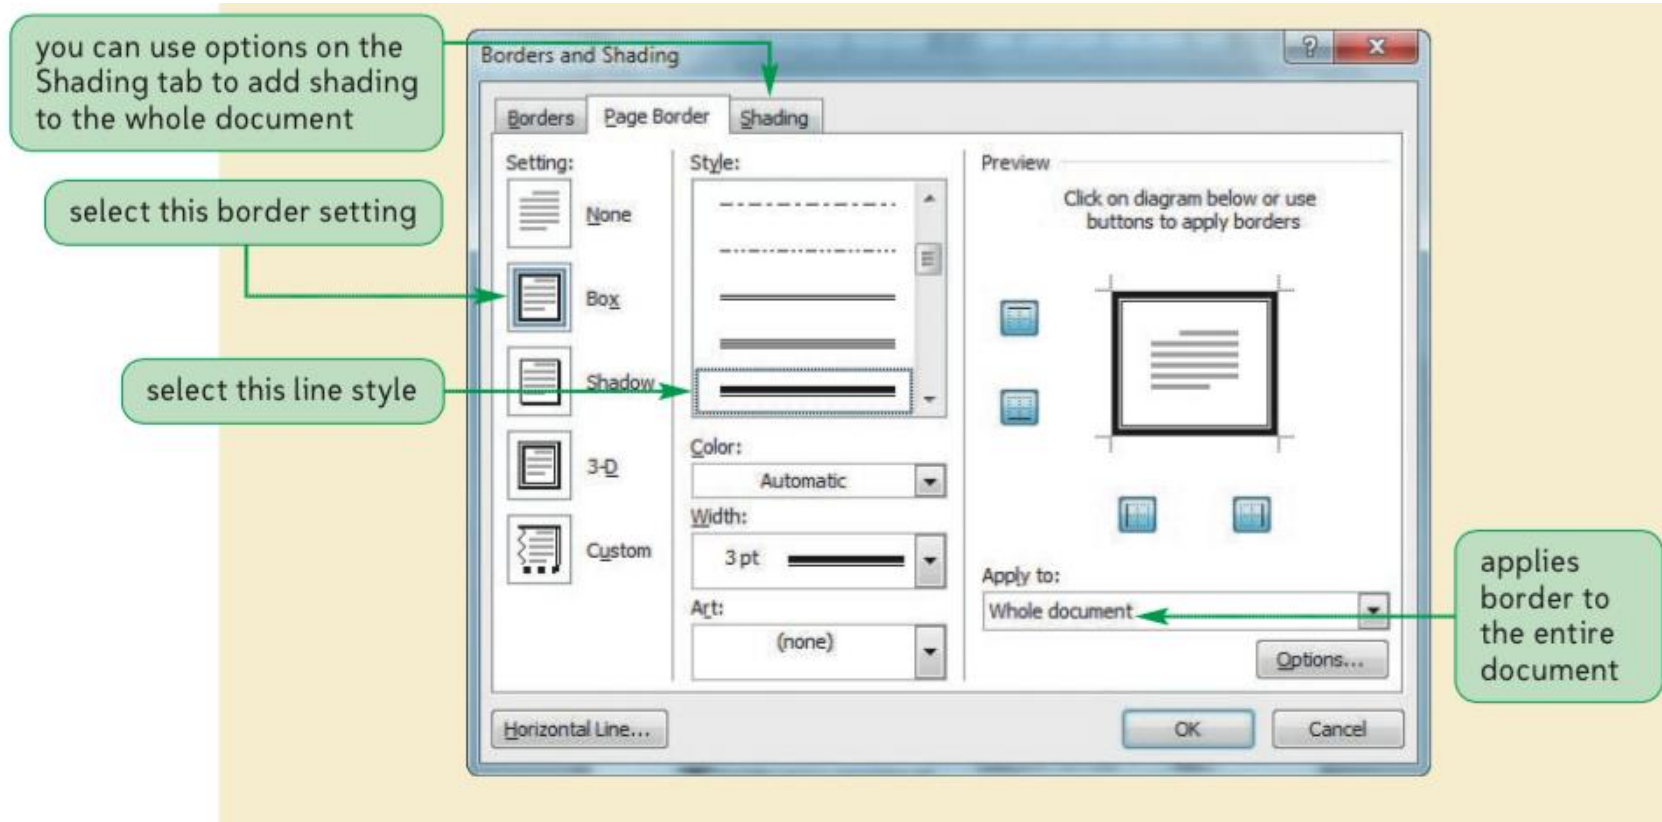 you can use options on the
Shading tab to add shading
to the whole document
select this border setting
select this line style
Borders and Shading
?
X
Borders
Page Border
Shading
Setting:
None
Box
Shadow
3-D
Custom
Style:
Color:
Automatic
Width:
3 pt
Art:
(none)
Preview
Click on diagram below or use
buttons to apply borders
Apply to:
Whole document
Options...
Horizontal Line...
OK
Cancel
applies
border to
the entire
document